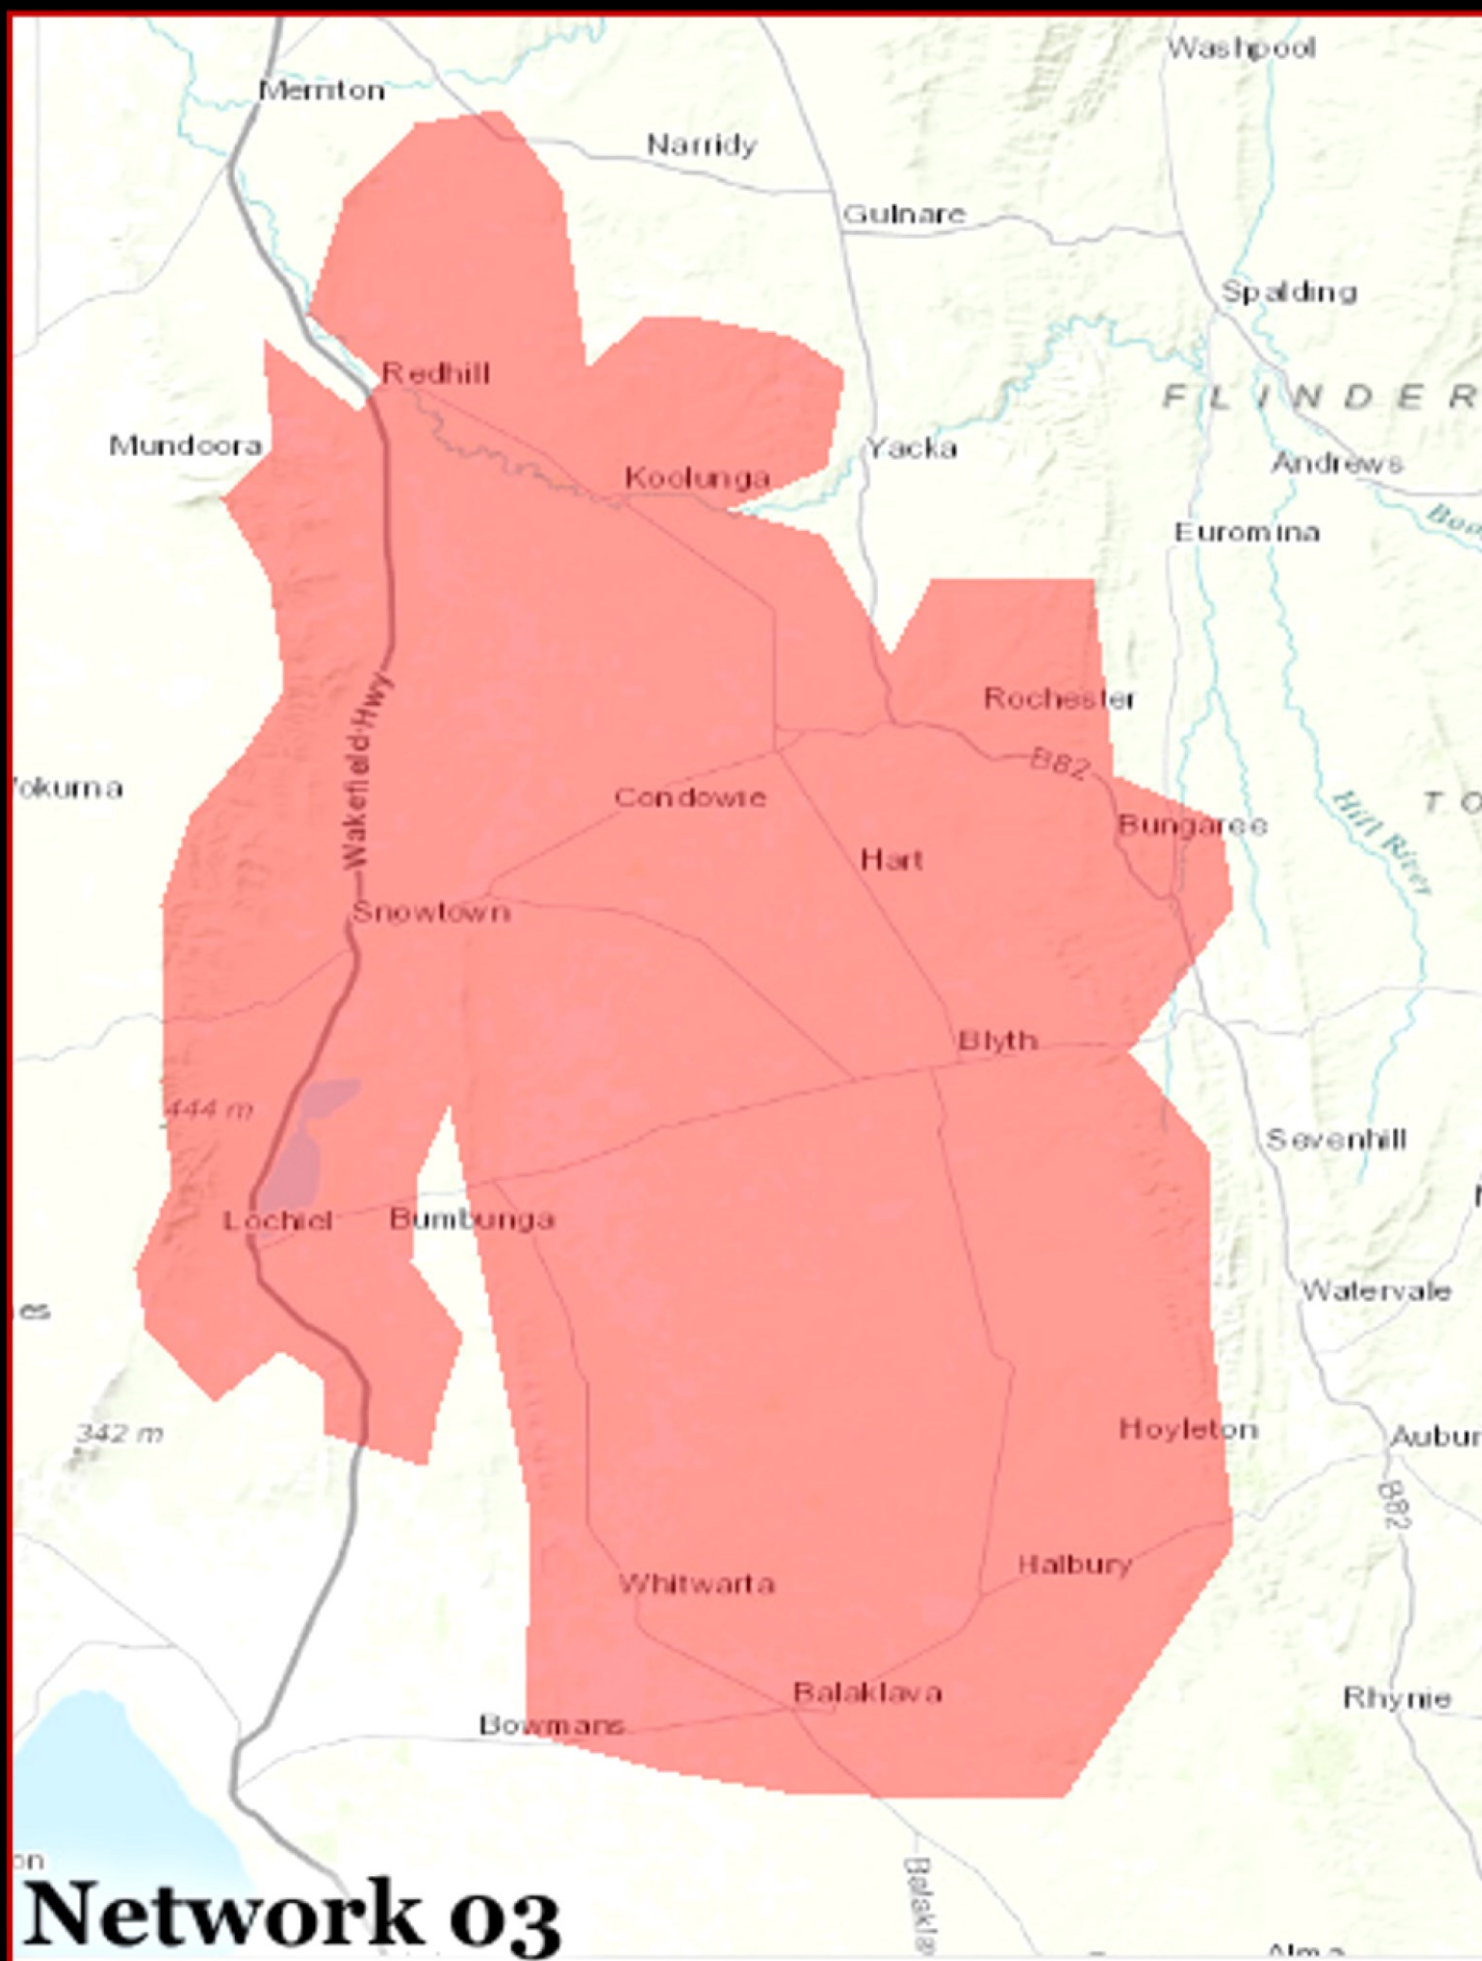 Washpool
Merriton
Narridy
Gulnare
Spalding
Redhill
FLINDER
Mundoora
Yacka
Koolunga
Andrews
Boo
Euromina
Rochester
Wakefield Hwy
B82
'okurna
Condowie
TO
Bungaree
Hill River
Hart
Snowtown
Blyth
444 m
Sevenhill
Lochiel
Bumbunga
Watervale
es
Hoyleton
342 m
Aubur
B82
Halbury
Whitwarta
Balaklava
Rhynie
Bowmans
on
Balakla
Network 03